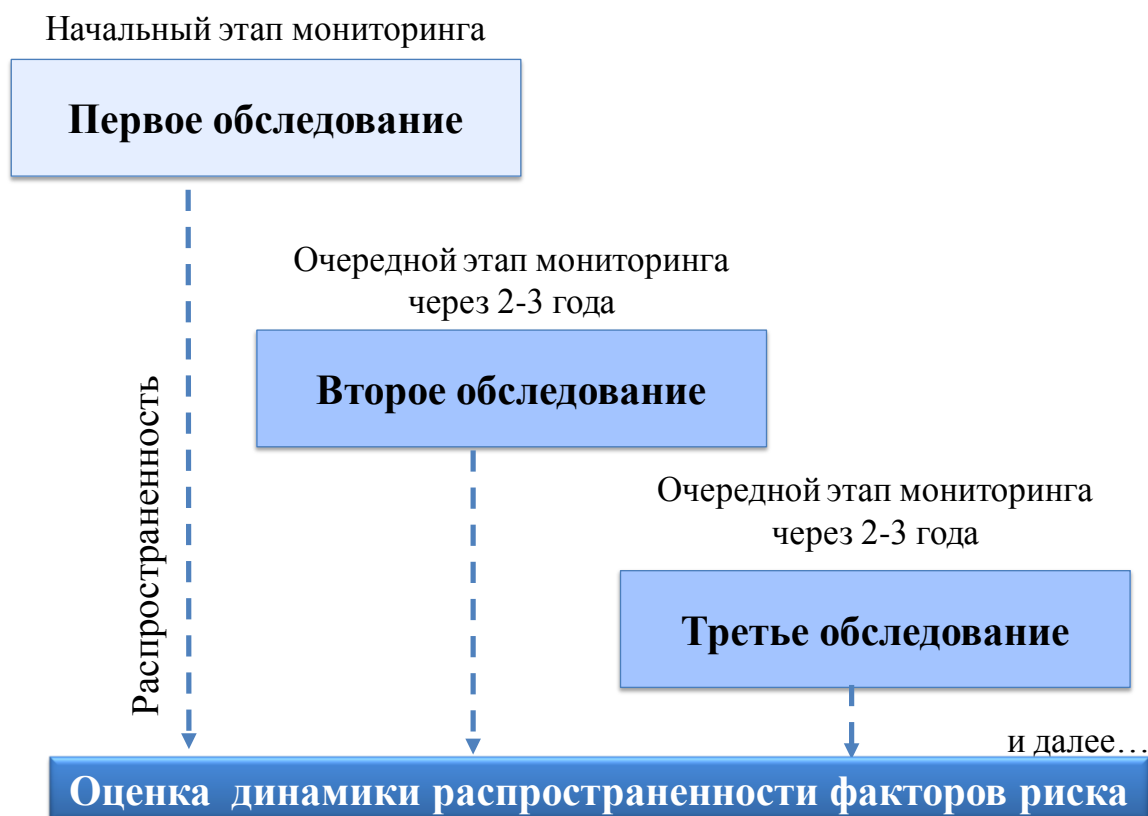 Начальный этап мониторинга
Первое обследование
Очередной этап мониторинга
через 2-3 года
Второе обследование
Распространенность
Очередной этап мониторинга
через 2-3 года
Третье обследование
и далее…
Оценка динамики распространенности факторов риска